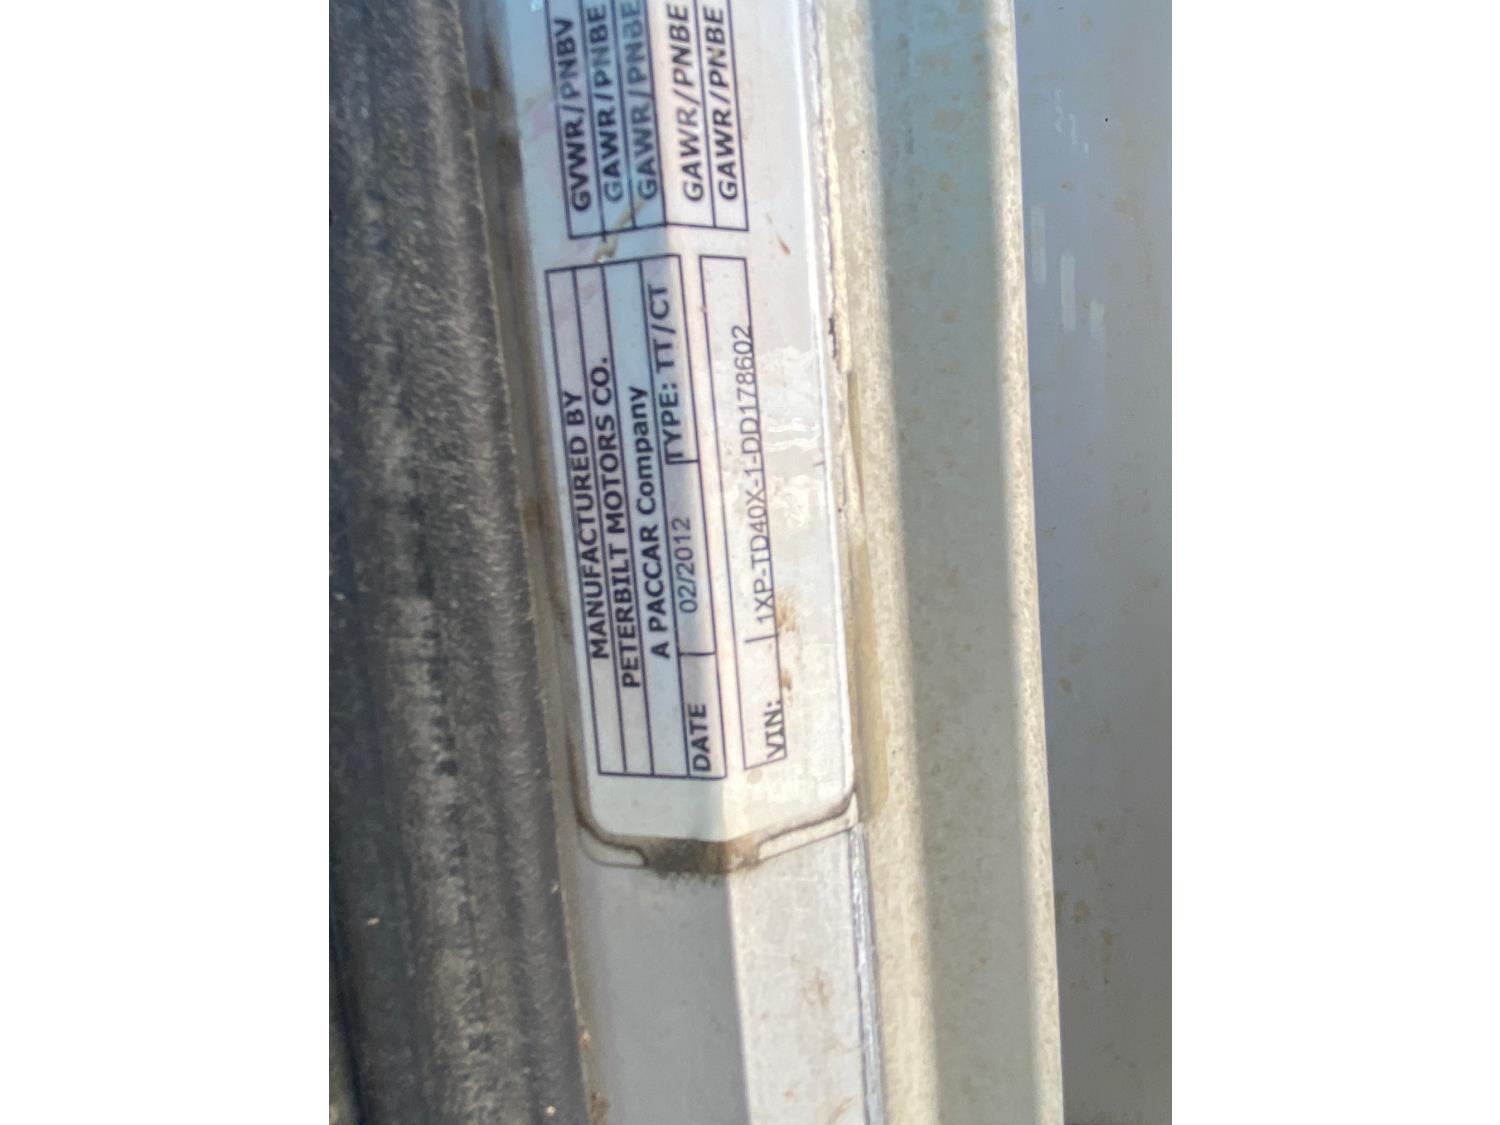 MANUFACTURED BY
PETERBILT MOTORS CO.
A PACCAR Company
DATE 02/2012 TYPE: TT/CT
VIN: 1XP-TD40X-1-DD178602
GVWR/PNBV
GAWR/PNBE
GAWR/PNBE
GAWR/PNBE
GAWR/PNBE